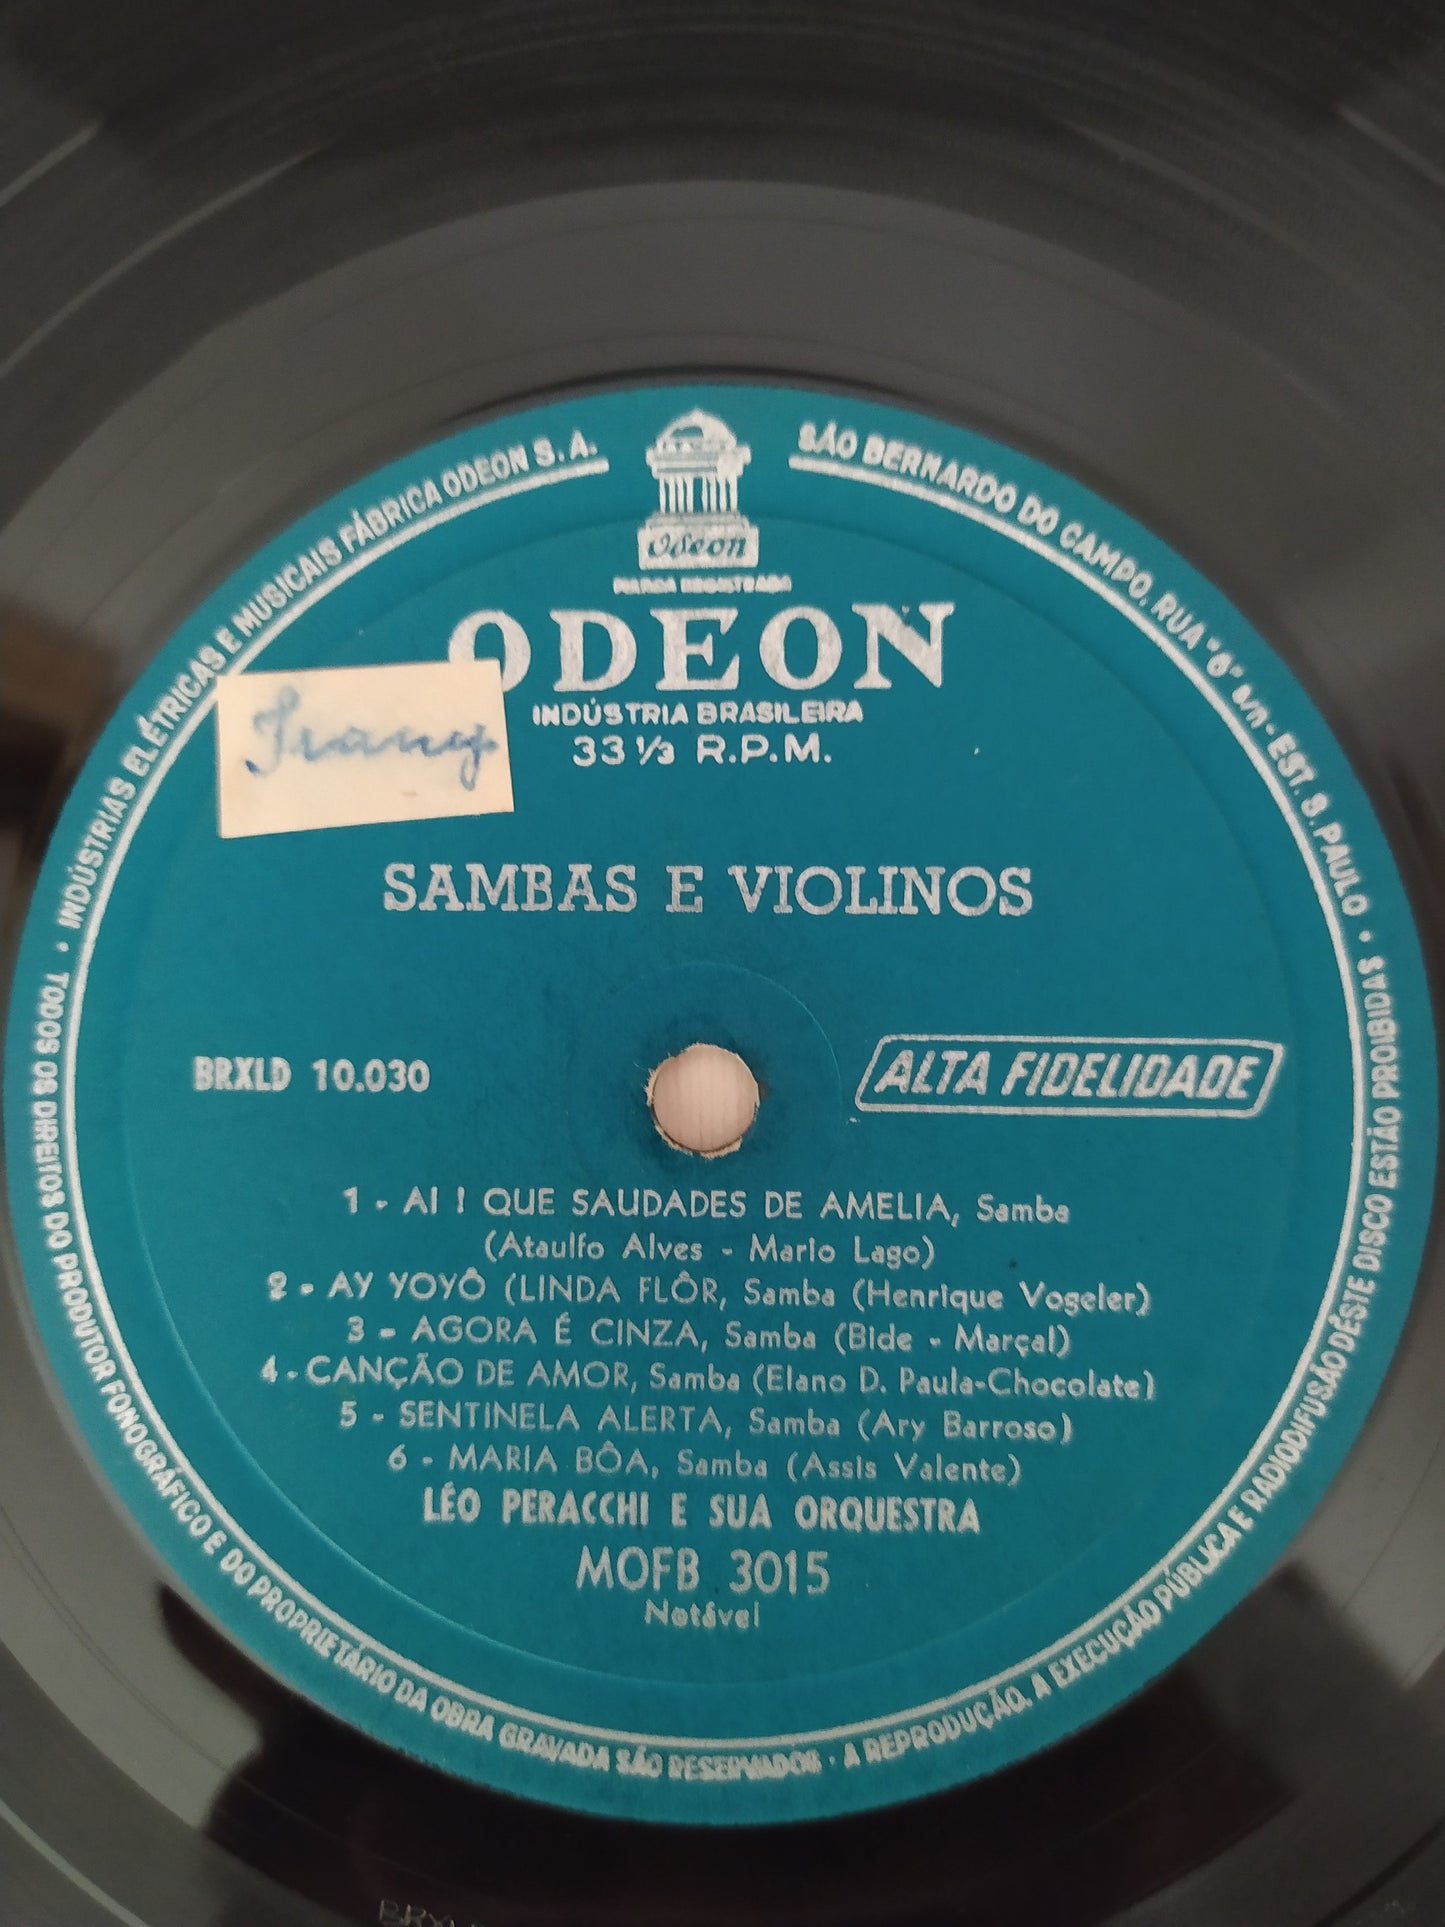 INDÚSTRIAS ELÉTRICAS E MUSICAIS FÁBRICA ODEON S. A.
SÃO BERNARDO DO CAMPO, RUA "6" s/n - EST. S. PAULO
Odeon
MARCA REGISTRADA
ODEON
INDÚSTRIA BRASILEIRA
33 1/3 R.P.M.
SAMBAS E VIOLINOS
BRXLD 10.030
ALTA FIDELIDADE
1 - AI ! QUE SAUDADES DE AMELIA, Samba
(Ataulfo Alves - Mario Lago)
2 - AY YOYÔ (LINDA FLÔR, Samba (Henrique Vogeler)
3 - AGORA É CINZA, Samba (Bide - Marçal)
4 - CANÇÃO DE AMOR, Samba (Elano D. Paula-Chocolate)
5 - SENTINELA ALERTA, Samba (Ary Barroso)
6 - MARIA BÔA, Samba (Assis Valente)
LÉO PERACCHI E SUA ORQUESTRA
MOFB 3015
Notável
• TODOS OS DIREITOS DO PRODUTOR FONOGRÁFICO E DO PROPRIETÁRIO DA OBRA GRAVADA SÃO RESERVADOS • A REPRODUÇÃO, A EXECUÇÃO PÚBLICA E RADIODIFUSÃO DÊSTE DISCO ESTÃO PROIBIDAS •